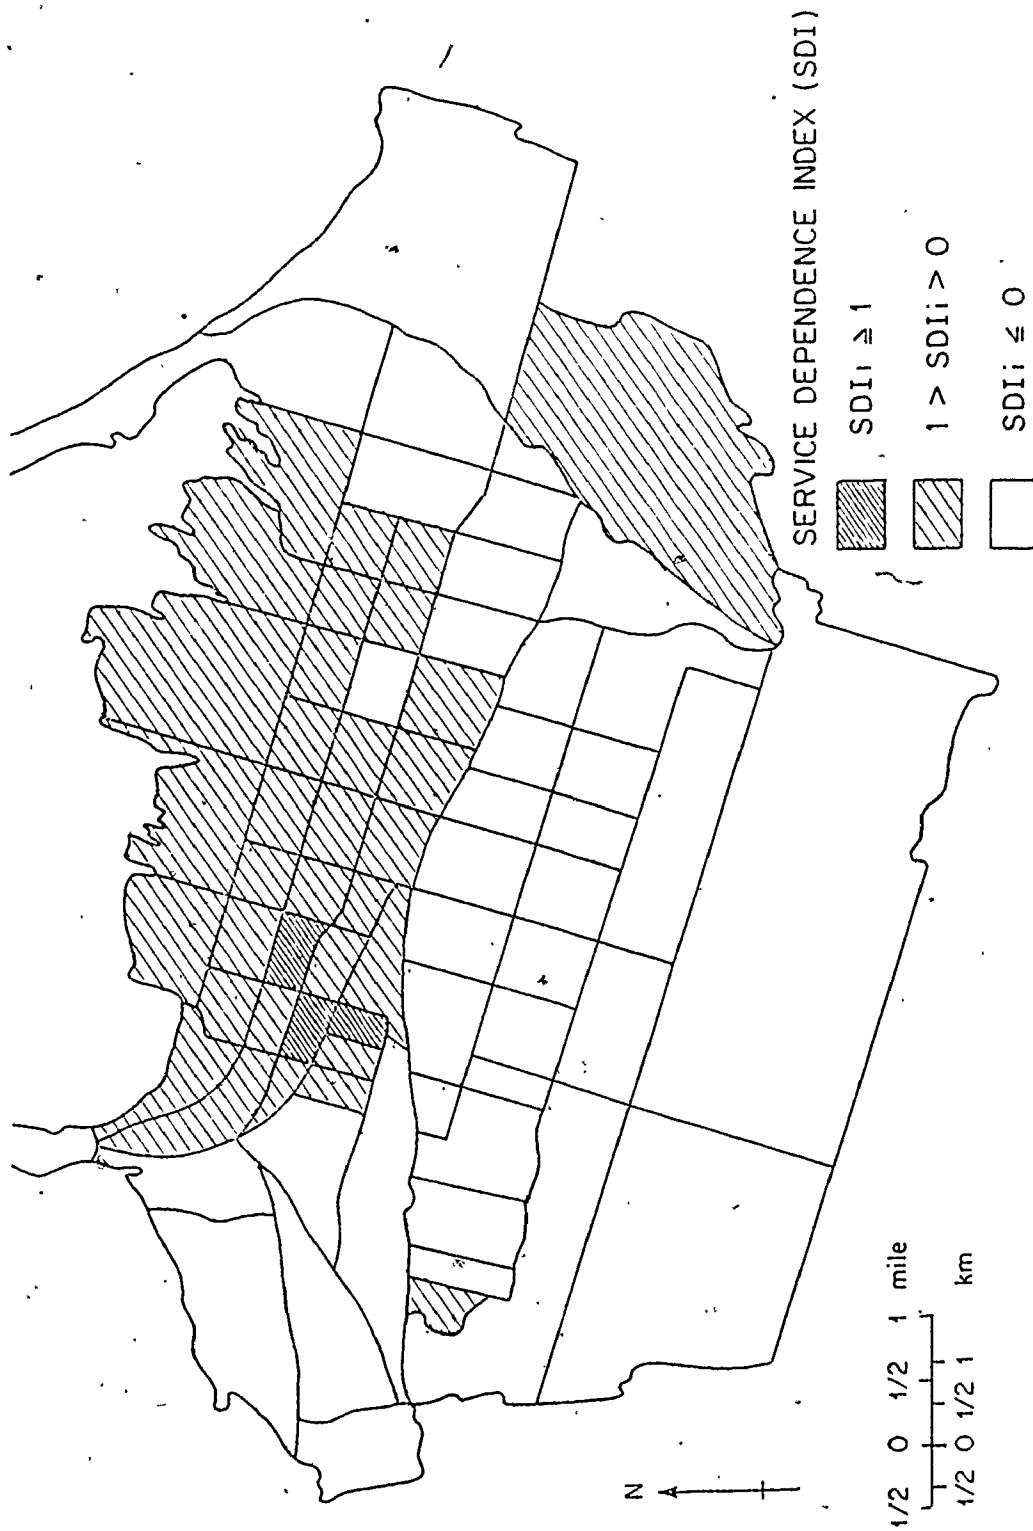 SERVICE DEPENDENCE INDEX (SDI)
SDIi ≥ 1
1 > SDIi > 0
SDIi ≤ 0
N
1/2 0 1/2 1 mile
1/2 0 1/2 1 km